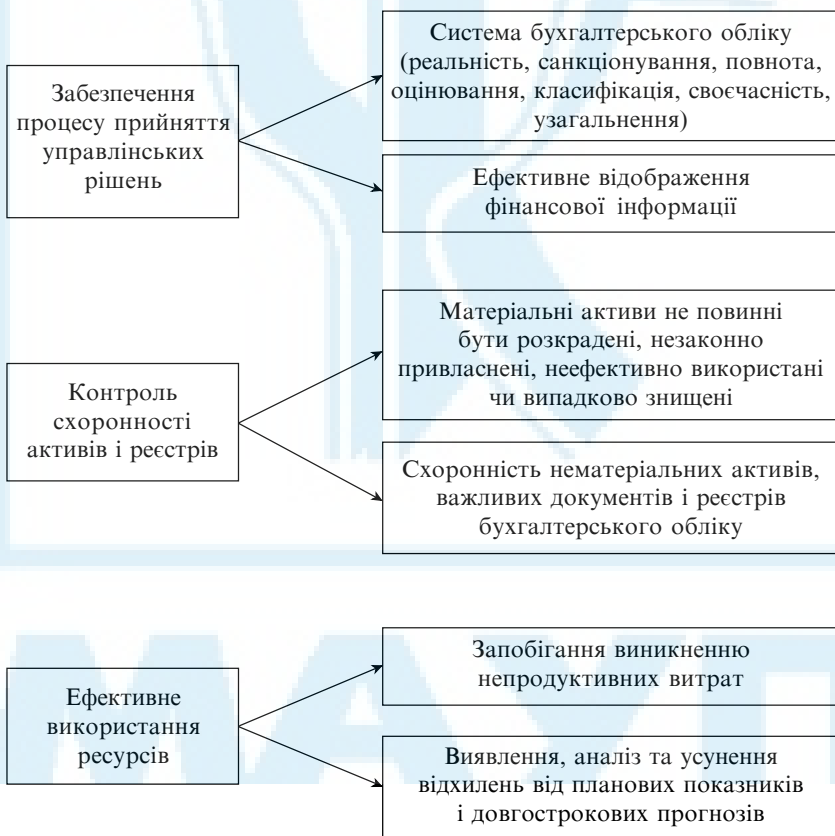 Забезпечення
процесу прийняття
управлінських
рішень
Система бухгалтерського обліку
(реальність, санкціонування, повнота,
оцінювання, класифікація, своєчасність,
узагальнення)
Ефективне відображення
фінансової інформації
Контроль
схоронності
активів і реєстрів
Матеріальні активи не повинні
бути розкрадені, незаконно
привласнені, неефективно використані
чи випадково знищені
Схоронність нематеріальних активів,
важливих документів і реєстрів
бухгалтерського обліку
Ефективне
використання
ресурсів
Запобігання виникненню
непродуктивних витрат
Виявлення, аналіз та усунення
відхилень від планових показників
і довгострокових прогнозів
МАУП